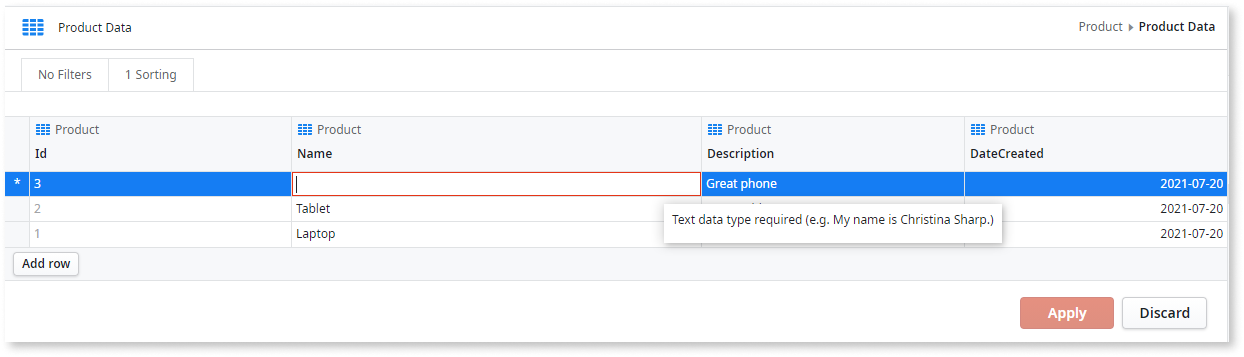 Product Data
Product ▸ Product Data
No Filters 1 Sorting
Product Product Product Product
Id Name Description DateCreated
* 3 Great phone 2021-07-20
2 Tablet 2021-07-20
Text data type required (e.g. My name is Christina Sharp.)
1 Laptop 2021-07-20
Add row
Apply Discard